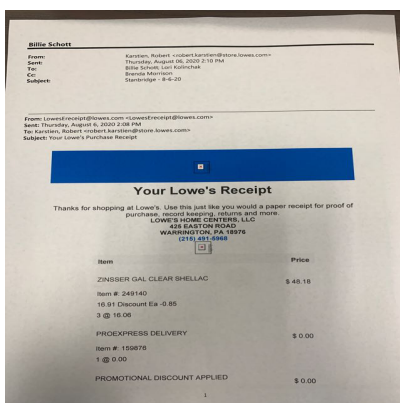 Billie Schott
From: Karstien, Robert <robert.karstien@store.lowes.com>
Sent: Thursday, August 06, 2020 2:10 PM
To: Billie Schott; Lori Kolinchak
Cc: Brenda Morrison
Subject: Stanbridge - 8-6-20
From: LowesEreceipt@lowes.com <LowesEreceipt@lowes.com>
Sent: Thursday, August 6, 2020 2:08 PM
To: Karstien, Robert <robert.karstien@store.lowes.com>
Subject: Your Lowe's Purchase Receipt
Your Lowe's Receipt
Thanks for shopping at Lowe's. Use this just like you would a paper receipt for proof of
purchase, record keeping, returns and more.
LOWE'S HOME CENTERS, LLC
425 EASTON ROAD
WARRINGTON, PA 18976
(215) 491-5968
Item Price
ZINSSER GAL CLEAR SHELLAC $ 48.18
Item #: 249140
16.91 Discount Ea -0.85
3 @ 16.06
PROEXPRESS DELIVERY $ 0.00
Item #: 159876
1 @ 0.00
PROMOTIONAL DISCOUNT APPLIED $ 0.00
1